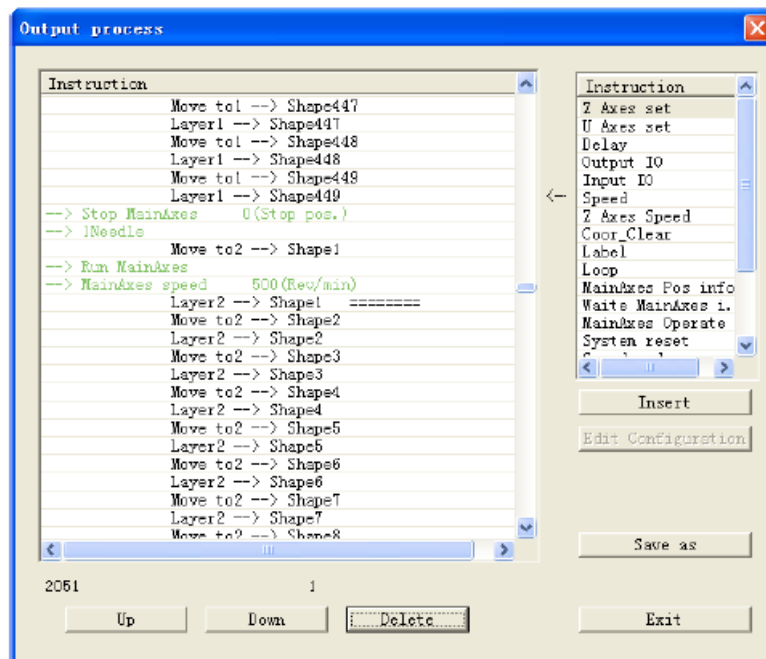 Output process
Instruction
Move to1 --> Shape447
Layer1 --> Shape447
Move to1 --> Shape448
Layer1 --> Shape448
Move to1 --> Shape449
Layer1 --> Shape449
--> Stop MainAxes 0(Stop pos.)
--> 1Needle
Move to2 --> Shape1
--> Run MainAxes
--> MainAxes speed 500(Rev/min)
Layer2 --> Shape1 ========
Move to2 --> Shape2
Layer2 --> Shape2
Move to2 --> Shape3
Layer2 --> Shape3
Move to2 --> Shape4
Layer2 --> Shape4
Move to2 --> Shape5
Layer2 --> Shape5
Move to2 --> Shape6
Layer2 --> Shape6
Move to2 --> Shape7
Layer2 --> Shape7
Move to2 --> Shape8
2051 1
Up Down Delete
<-
Instruction
Z Axes set
U Axes set
Delay
Output IO
Input IO
Speed
Z Axes Speed
Coor_Clear
Label
Loop
MainAxes Pos info
Waite MainAxes i.
MainAxes Operate
System reset
Insert
Edit Configuration
Save as
Exit